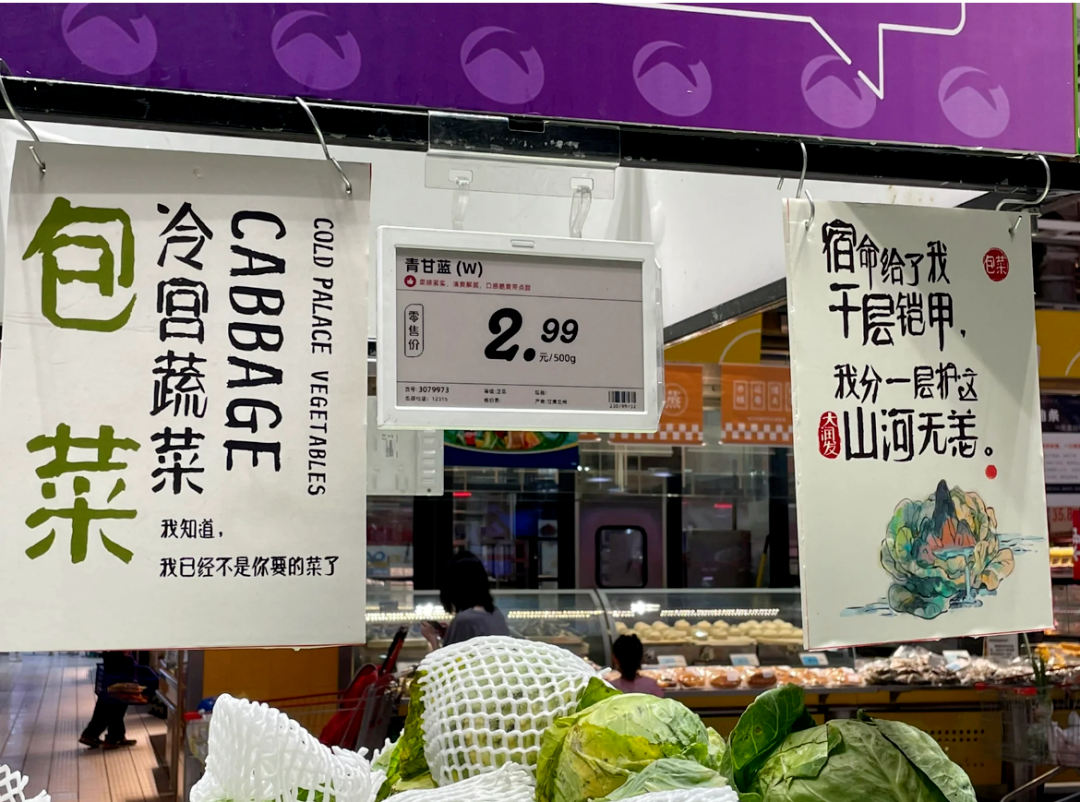 包菜
冷宫蔬菜
CABBAGE
COLD PALACE VEGETABLES
我知道，
我已经不是你要的菜了
青甘蓝 (W)
零售价
2.99
元/500g
货号:3079973
宿命给了我
千层铠甲，
我分一层护这
山河无恙。
包菜
大润发